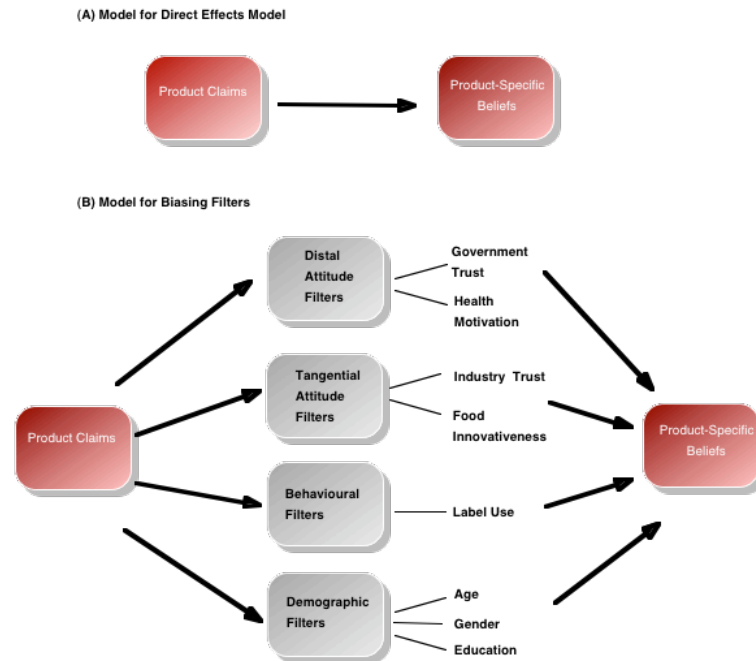 (A) Model for Direct Effects Model
Product Claims
Product-Specific
Beliefs
(B) Model for Biasing Filters
Distal
Attitude
Filters
Government
Trust
Health
Motivation
Tangential
Attitude
Filters
Industry Trust
Food
Innovativeness
Product Claims
Product-Specific
Beliefs
Behavioural
Filters
Label Use
Demographic
Filters
Age
Gender
Education